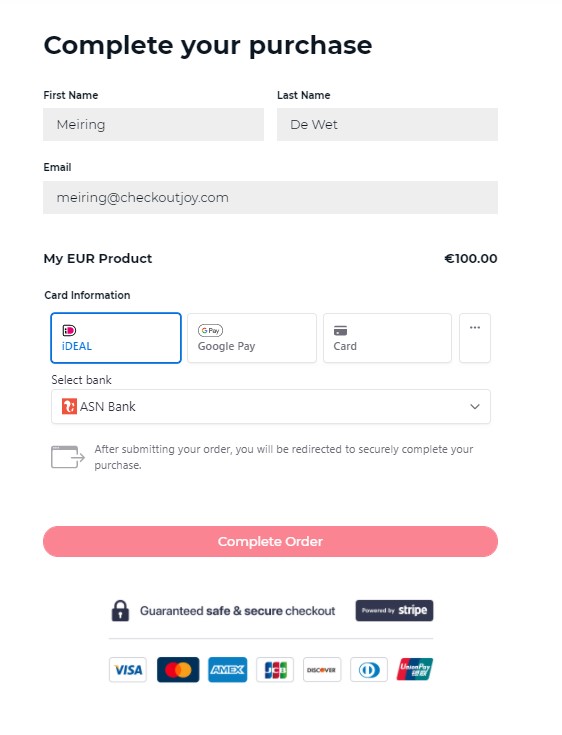 Complete your purchase
First Name
Last Name
Meiring
De Wet
Email
meiring@checkoutjoy.com
My EUR Product
€100.00
Card Information
iDEAL
G Pay
Google Pay
Card
...
Select bank
ASN Bank
After submitting your order, you will be redirected to securely complete your
purchase.
Complete Order
Guaranteed safe & secure checkout
Powered by stripe
VISA
AMEX
JCB
DISCOVER
UnionPay